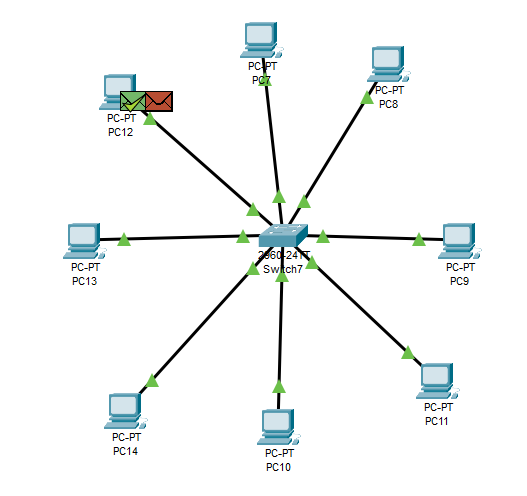 PC-PT
PC7
PC-PT
PC8
PC-PT
PC12
2960-24TT
Switch7
PC-PT
PC13
PC-PT
PC9
PC-PT
PC11
PC-PT
PC14
PC-PT
PC10